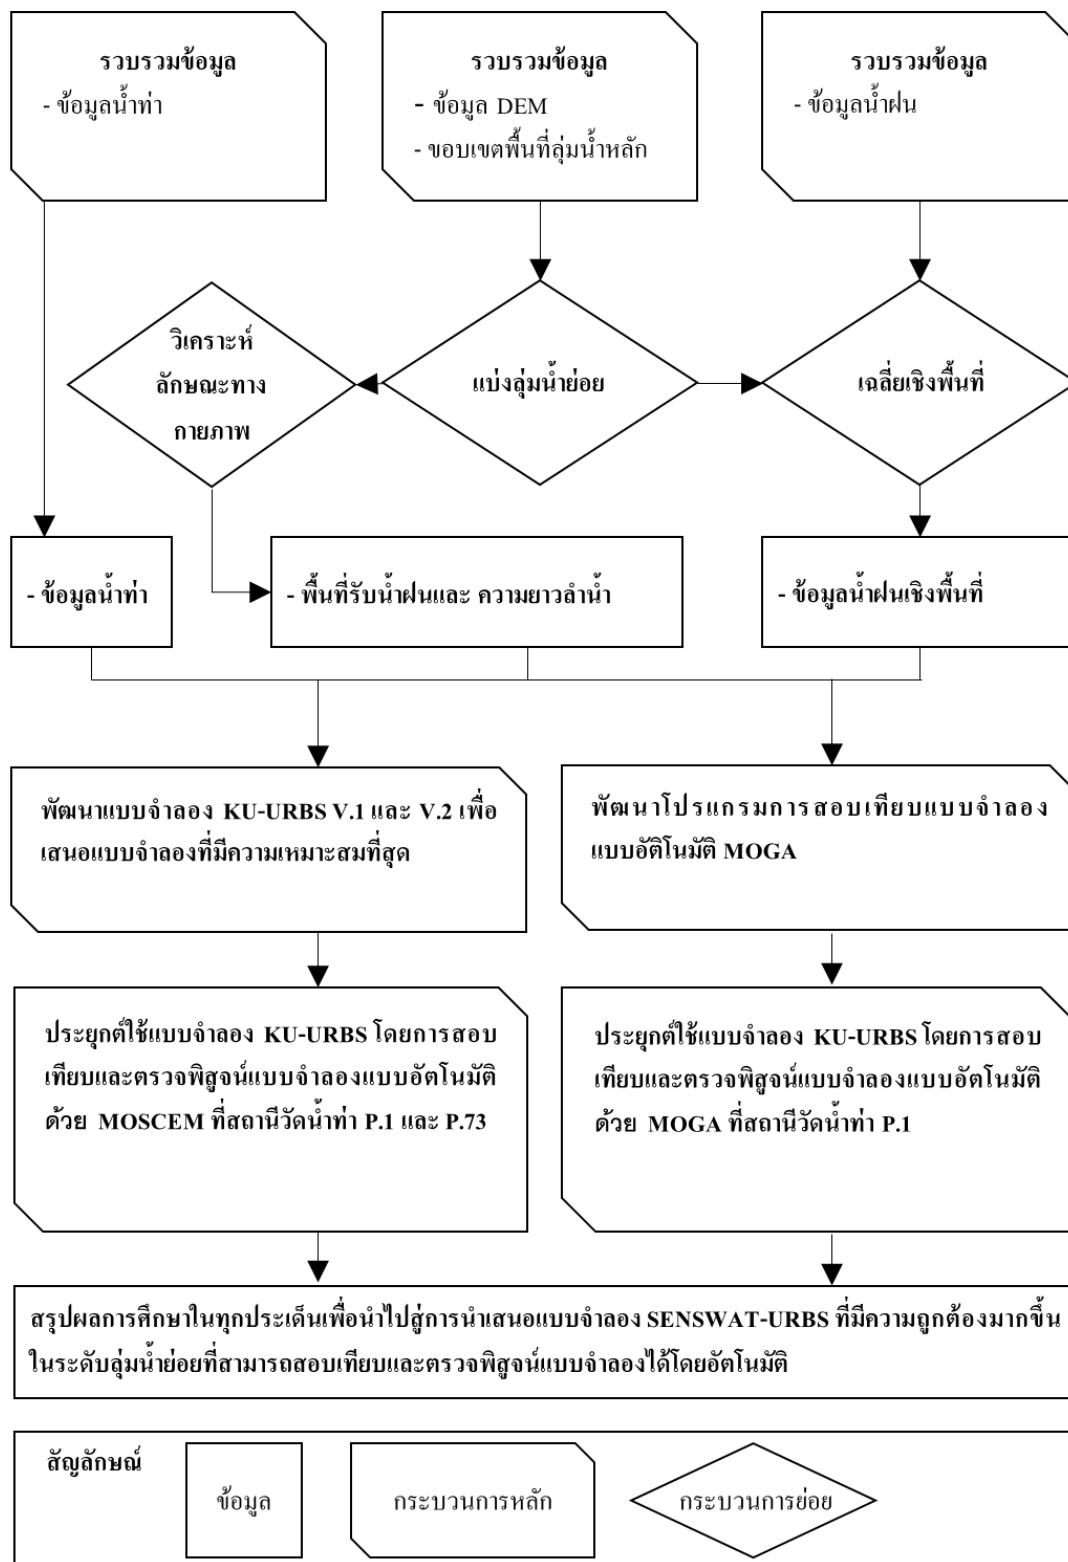 รวบรวมข้อมูล
- ข้อมูลน้ำท่า
รวบรวมข้อมูล
- ข้อมูล DEM
- ขอบเขตพื้นที่ลุ่มน้ำหลัก
รวบรวมข้อมูล
- ข้อมูลน้ำฝน
วิเคราะห์
ลักษณะทาง
กายภาพ
แบ่งลุ่มน้ำย่อย
เฉลี่ยเชิงพื้นที่
- ข้อมูลน้ำท่า
- พื้นที่รับน้ำฝนและ ความยาวลำน้ำ
- ข้อมูลน้ำฝนเชิงพื้นที่
พัฒนาแบบจำลอง KU-URBS V.1 และ V.2 เพื่อ
เสนอแบบจำลองที่มีความเหมาะสมที่สุด
พัฒนาโปรแกรมการสอบเทียบแบบจำลอง
แบบอัติโนมัติ MOGA
ประยุกต์ใช้แบบจำลอง KU-URBS โดยการสอบ
เทียบและตรวจพิสูจน์แบบจำลองแบบอัตโนมัติ
ด้วย MOSCEM ที่สถานีวัดน้ำท่า P.1 และ P.73
ประยุกต์ใช้แบบจำลอง KU-URBS โดยการสอบ
เทียบและตรวจพิสูจน์แบบจำลองแบบอัตโนมัติ
ด้วย MOGA ที่สถานีวัดน้ำท่า P.1
สรุปผลการศึกษาในทุกประเด็นเพื่อนำไปสู่การนำเสนอแบบจำลอง SENSWAT-URBS ที่มีความถูกต้องมากขึ้น
ในระดับลุ่มน้ำย่อยที่สามารถสอบเทียบและตรวจพิสูจน์แบบจำลองได้โดยอัตโนมัติ
สัญลักษณ์
ข้อมูล
กระบวนการหลัก
กระบวนการย่อย